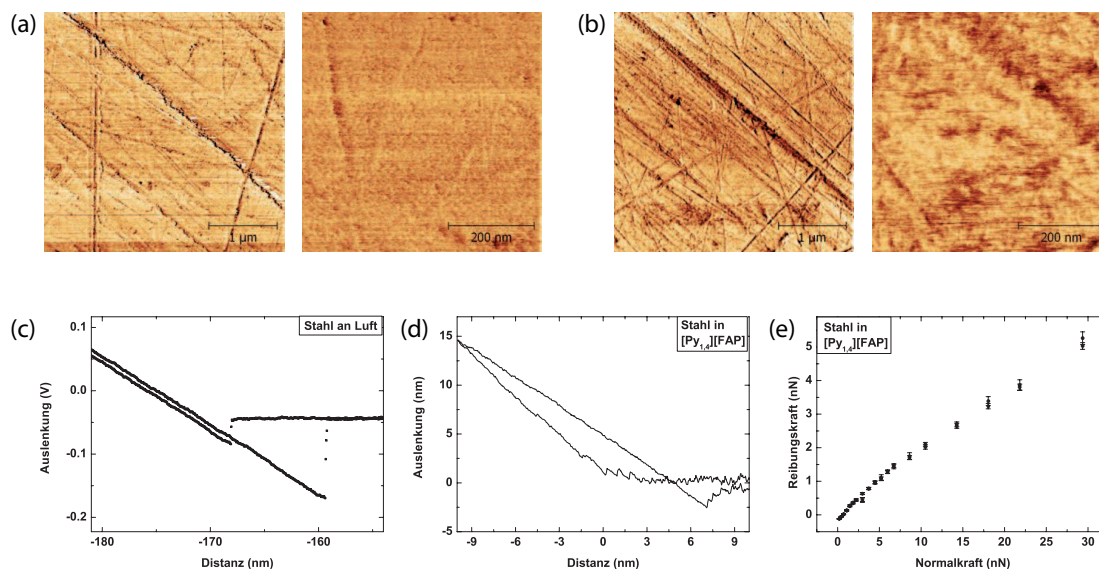 (a)
1 µm
200 nm
(b)
1 µm
200 nm
(c)
Stahl an Luft
0.1
0.0
-0.1
-0.2
-180
-170
-160
Auslenkung (V)
Distanz (nm)
(d)
Stahl in
[Py1,4][FAP]
15
10
5
0
-5
-9
-6
-3
0
3
6
9
Auslenkung (nm)
Distanz (nm)
(e)
Stahl in
[Py1,4][FAP]
5
4
3
2
1
0
0
5
10
15
20
25
30
Reibungskraft (nN)
Normalkraft (nN)